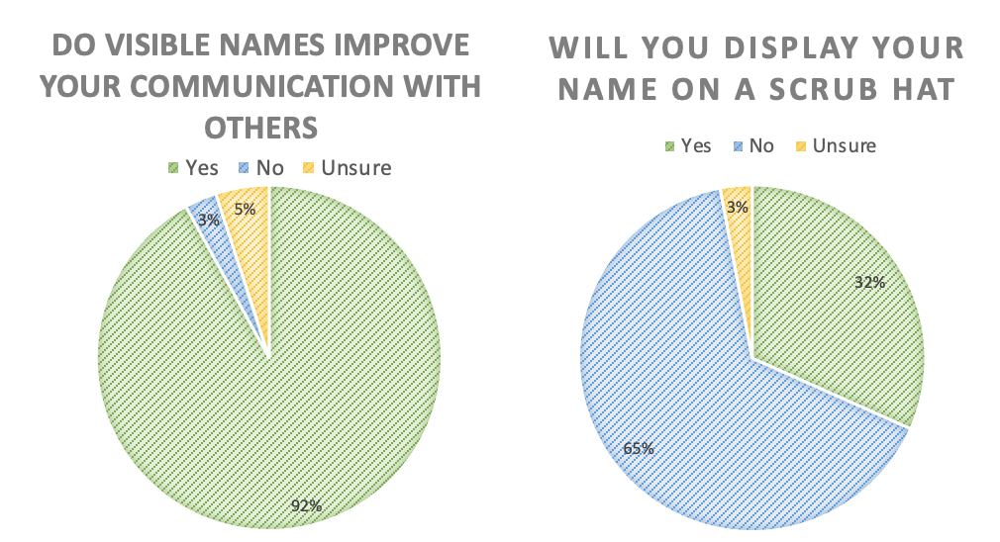 DO VISIBLE NAMES IMPROVE
YOUR COMMUNICATION WITH
OTHERS
Yes No Unsure
5%
3%
92%
WILL YOU DISPLAY YOUR
NAME ON A SCRUB HAT
Yes No Unsure
3%
32%
65%